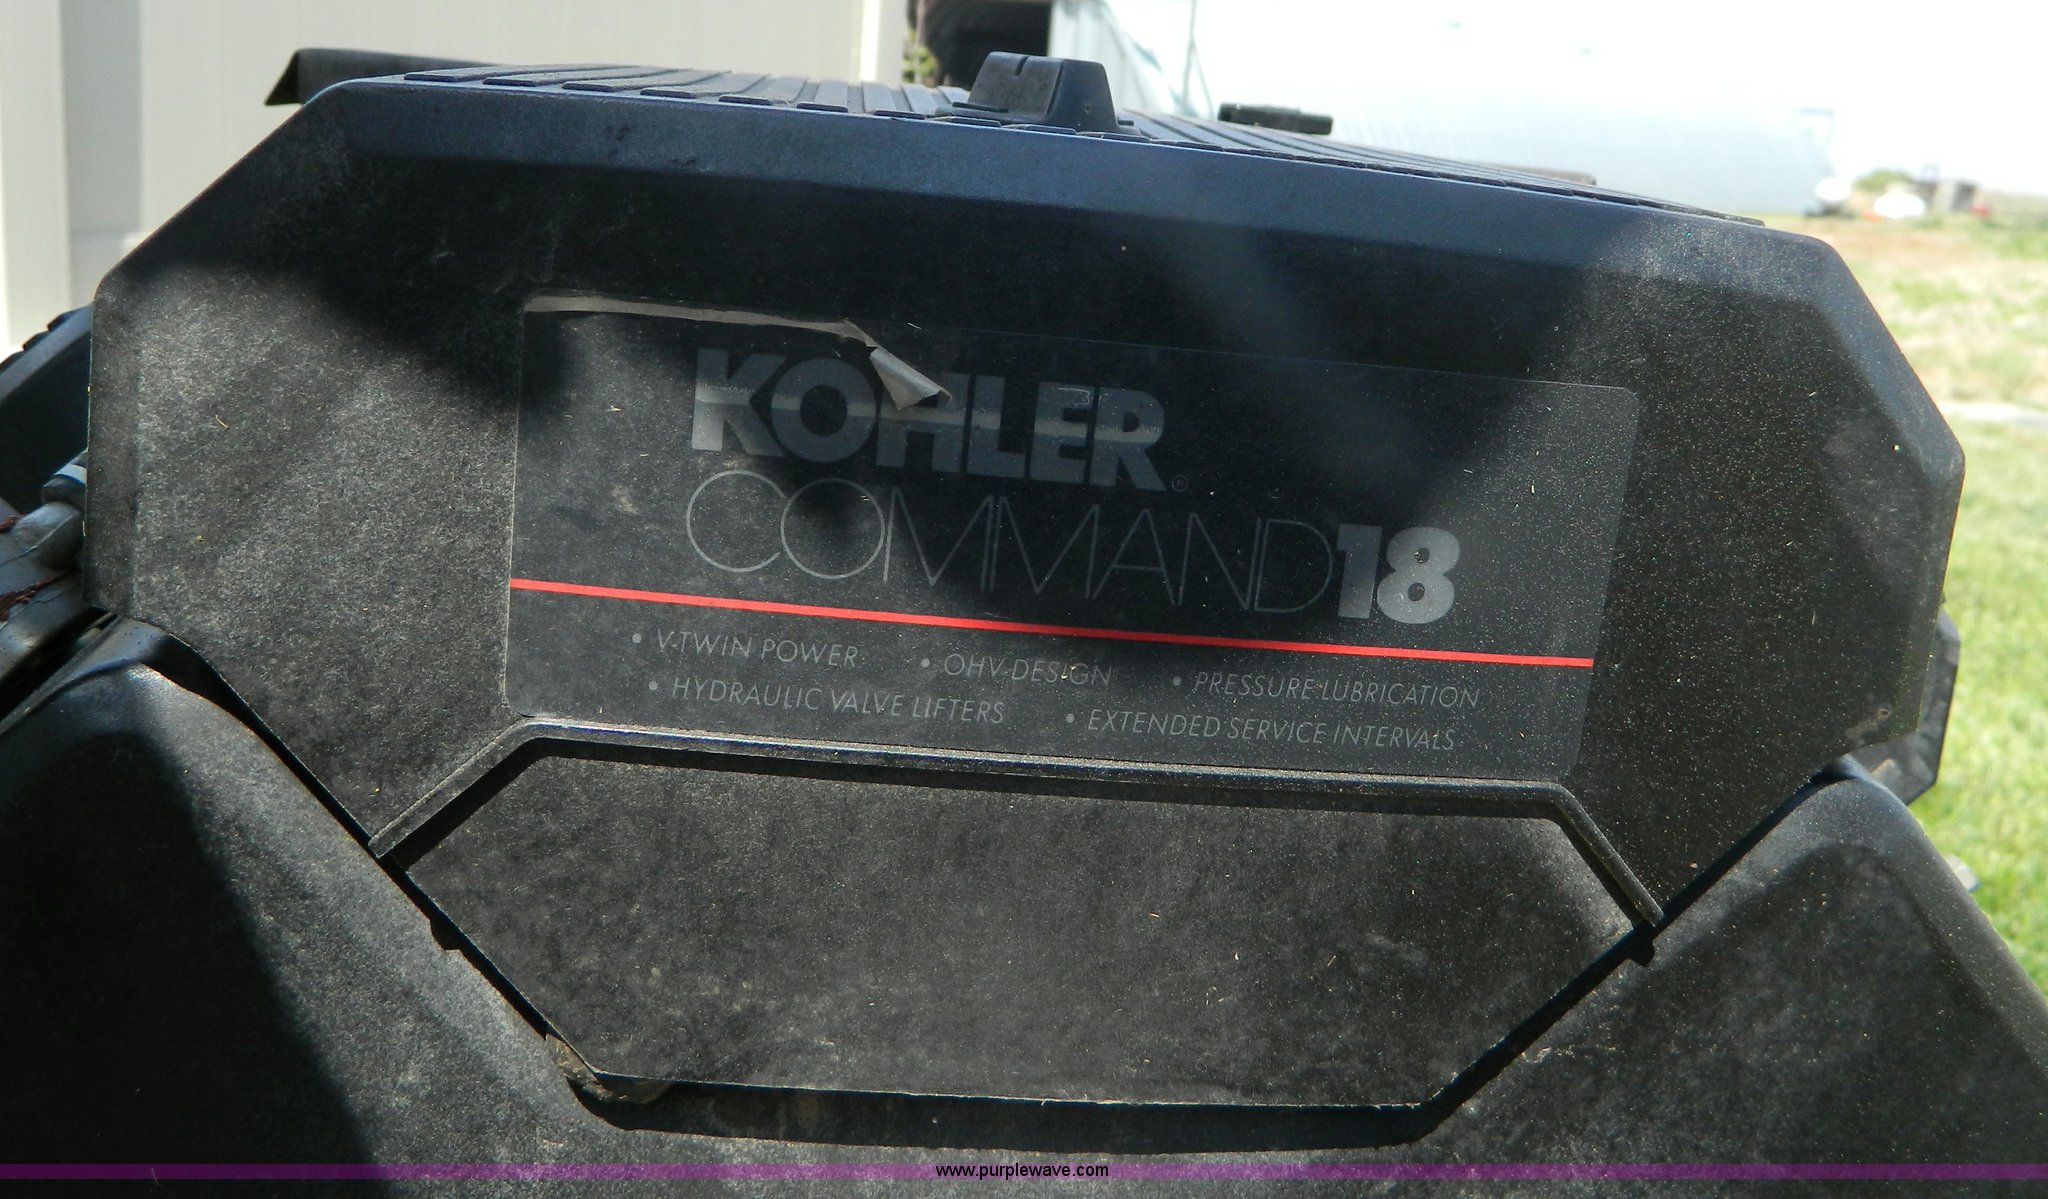 KOHLER®
COMMAND18
• V-TWIN POWER • OHV DESIGN • PRESSURE LUBRICATION
• HYDRAULIC VALVE LIFTERS • EXTENDED SERVICE INTERVALS
www.purplewave.com